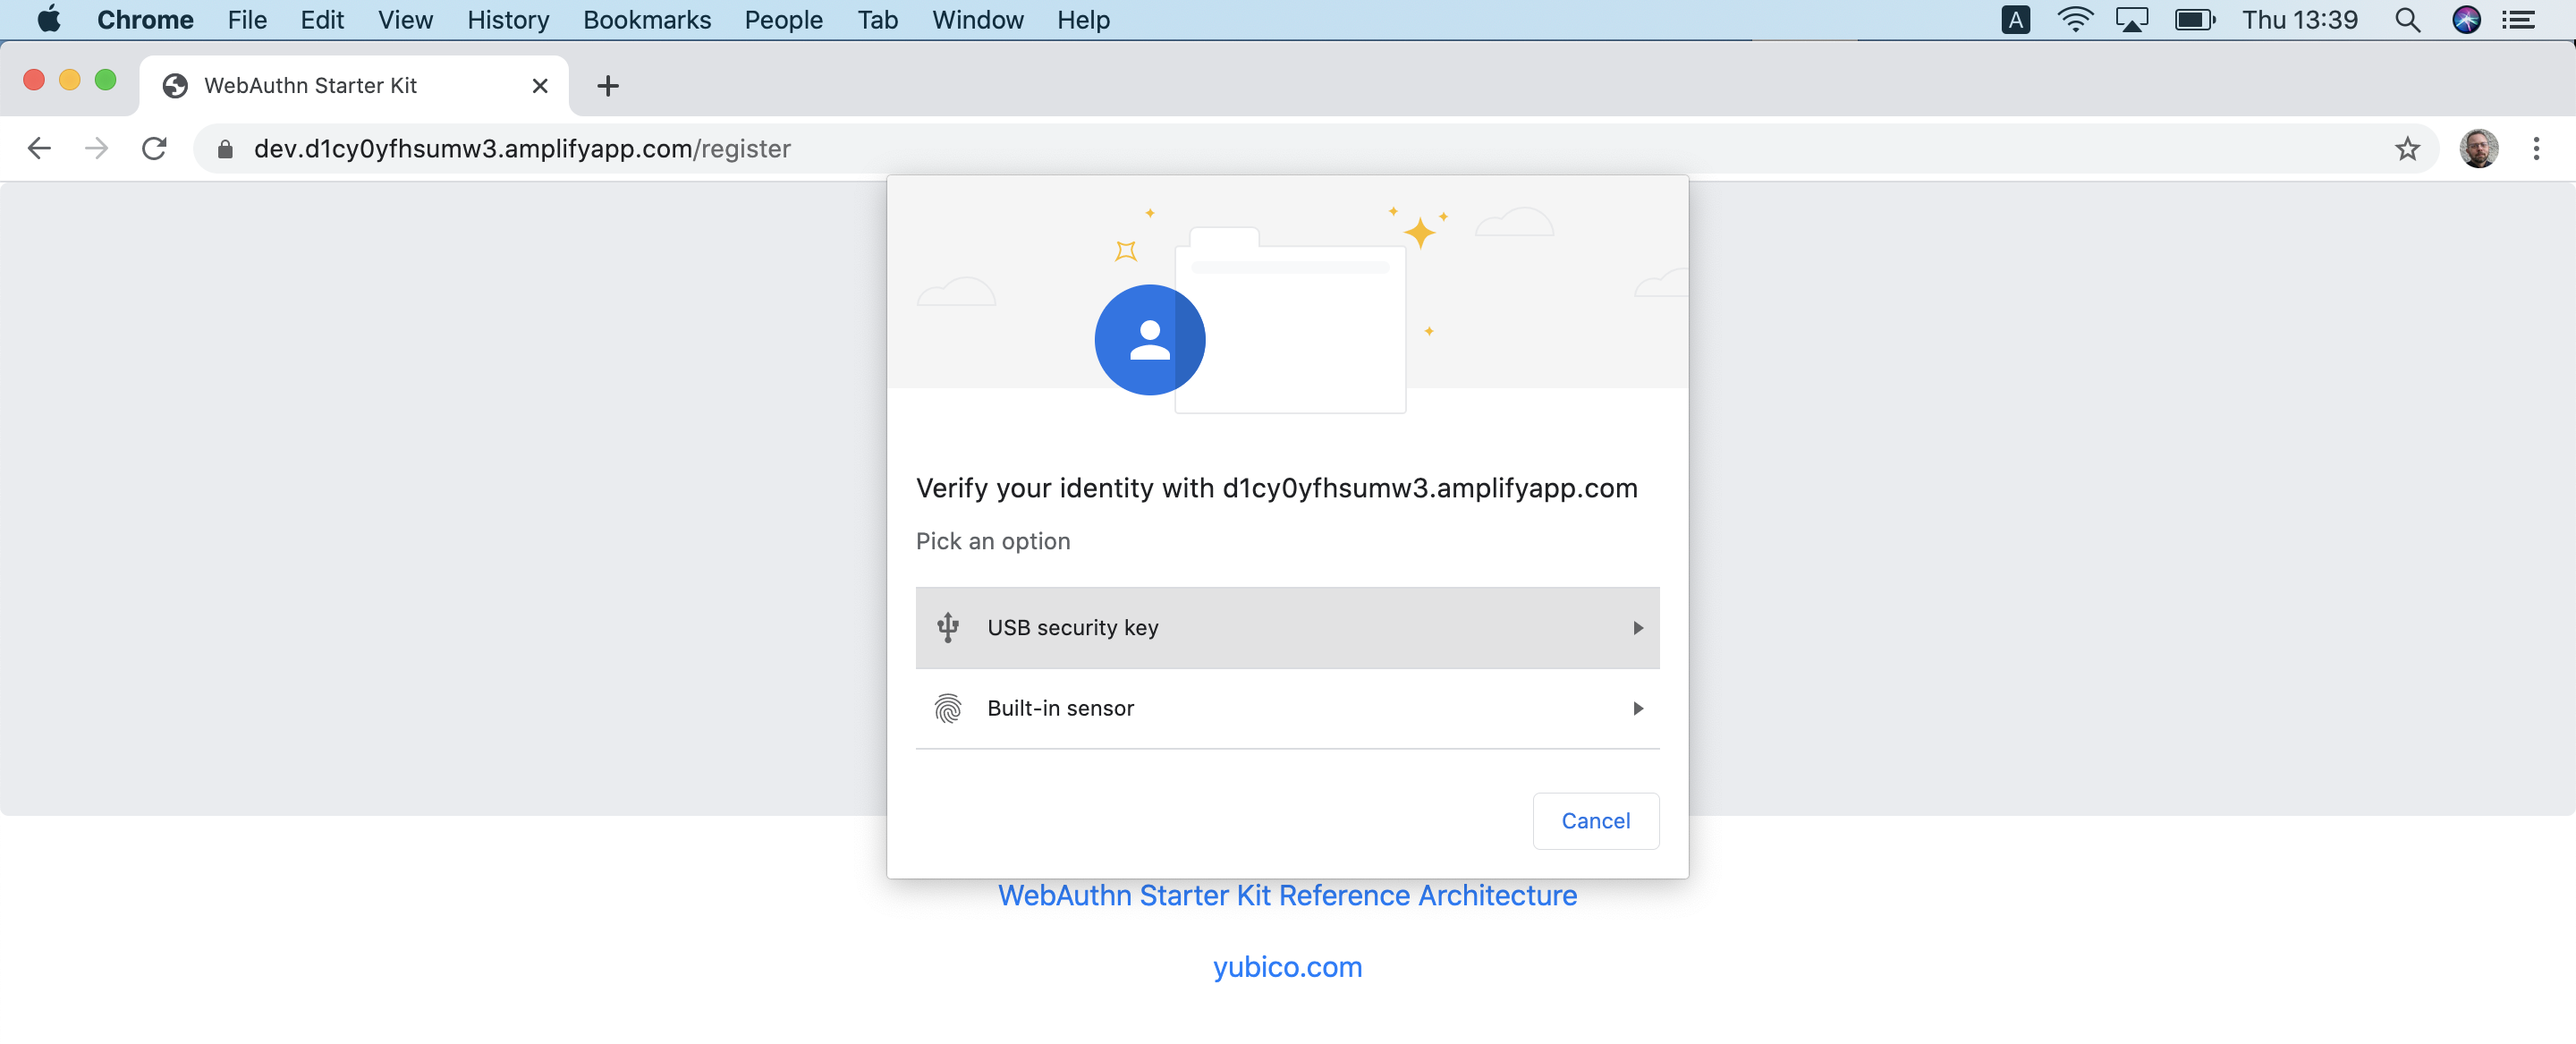 Chrome File Edit View History Bookmarks People Tab Window Help A Thu 13:39
WebAuthn Starter Kit
dev.d1cy0yfhsumw3.amplifyapp.com/register
Verify your identity with d1cy0yfhsumw3.amplifyapp.com
Pick an option
USB security key
Built-in sensor
Cancel
WebAuthn Starter Kit Reference Architecture
yubico.com